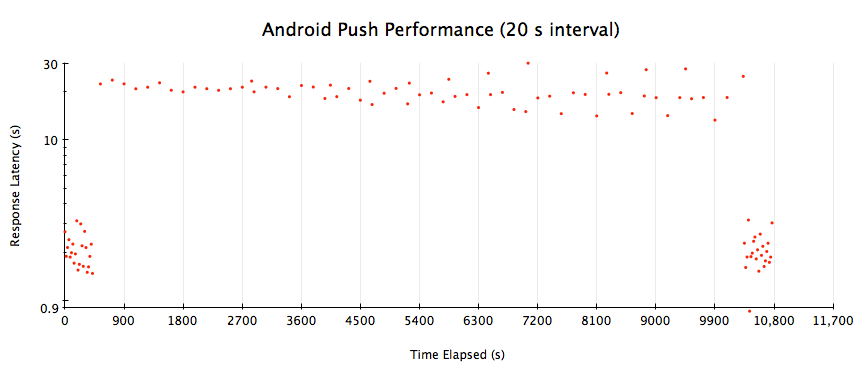 Android Push Performance (20 s interval)
30
10
0.9
Response Latency (s)
0 900 1800 2700 3600 4500 5400 6300 7200 8100 9000 9900 10,800 11,700
Time Elapsed (s)